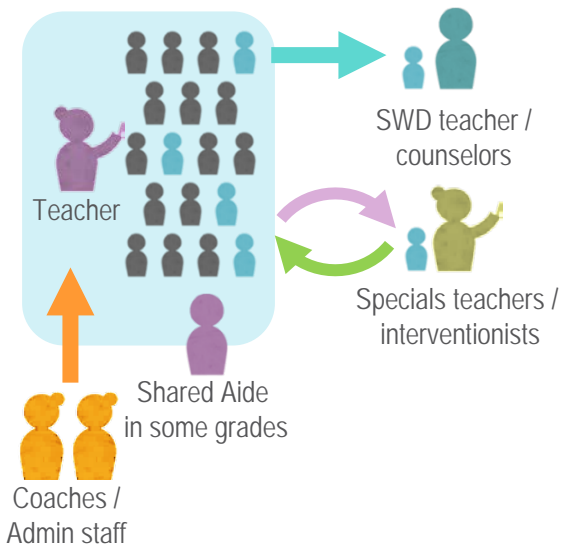 SWD teacher /
counselors
Teacher
Specials teachers /
interventionists
Shared Aide
in some grades
Coaches /
Admin staff